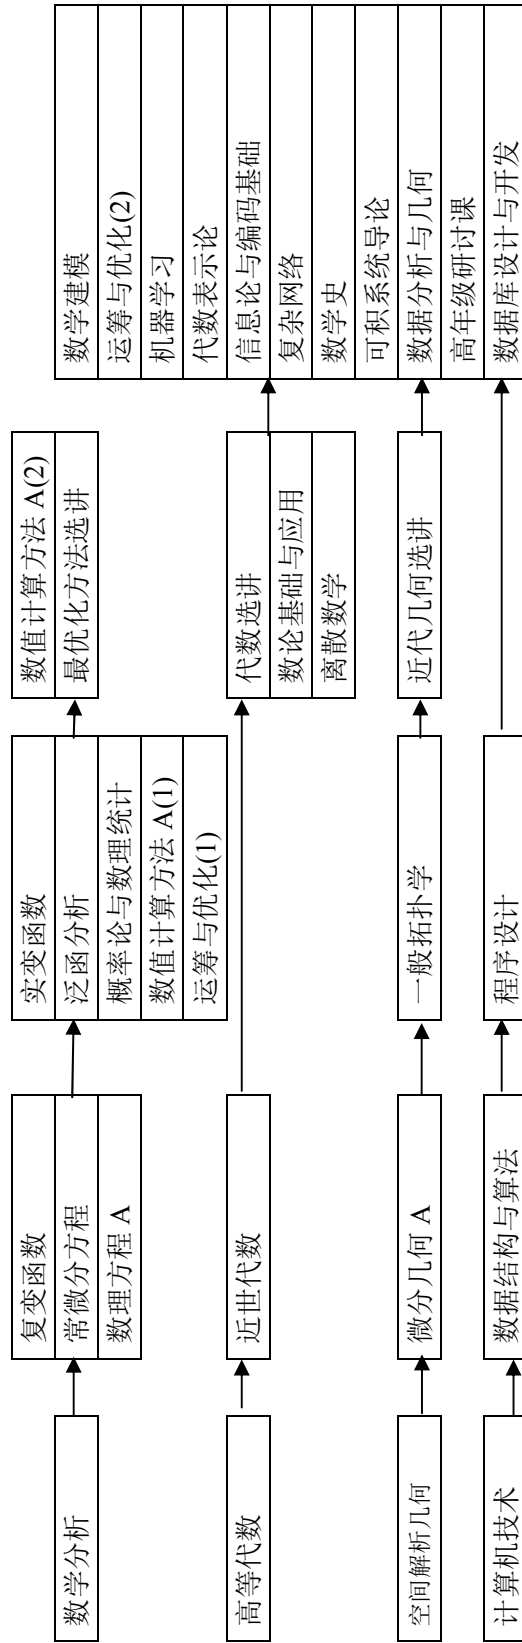 数学分析
高等代数
空间解析几何
计算机技术
复变函数
常微分方程
数理方程 A
近世代数
微分几何 A
数据结构与算法
实变函数
泛函分析
概率论与数理统计
数值计算方法 A(1)
运筹与优化(1)
一般拓扑学
程序设计
数值计算方法 A(2)
最优化方法选讲
代数选讲
数论基础与应用
离散数学
近代几何选讲
数学建模
运筹与优化(2)
机器学习
代数表示论
信息论与编码基础
复杂网络
数学史
可积系统导论
数据分析与几何
高年级研讨课
数据库设计与开发